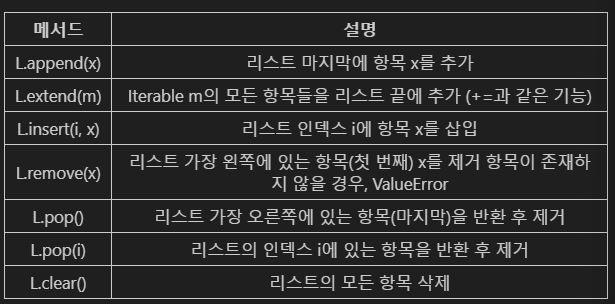 메서드 설명
L.append(x) 리스트 마지막에 항목 x를 추가
L.extend(m) Iterable m의 모든 항목들을 리스트 끝에 추가 (+=과 같은 기능)
L.insert(i, x) 리스트 인덱스 i에 항목 x를 삽입
L.remove(x) 리스트 가장 왼쪽에 있는 항목(첫 번째) x를 제거 항목이 존재하
지 않을 경우, ValueError
L.pop() 리스트 가장 오른쪽에 있는 항목(마지막)을 반환 후 제거
L.pop(i) 리스트의 인덱스 i에 있는 항목을 반환 후 제거
L.clear() 리스트의 모든 항목 삭제